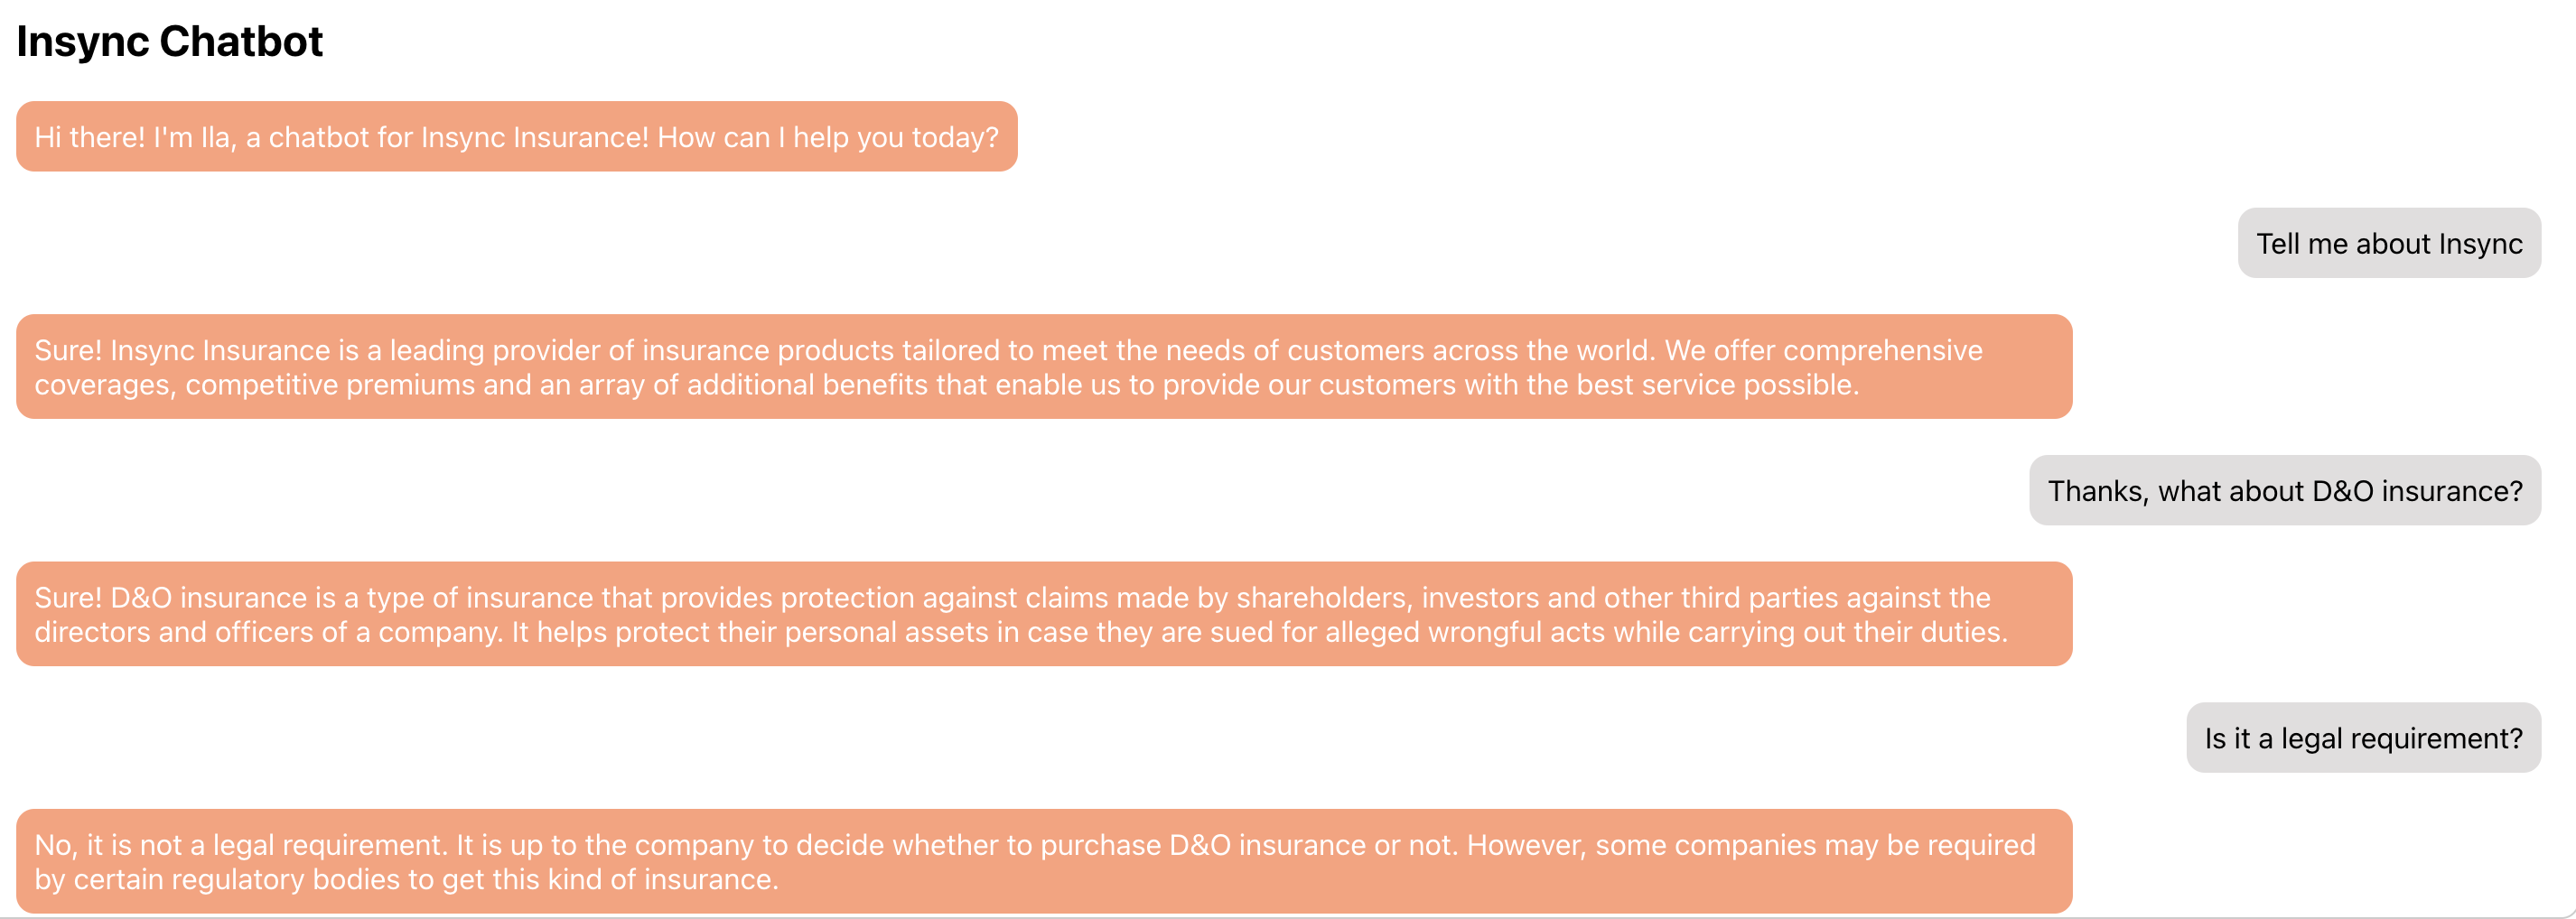 Insync Chatbot
Hi there! I'm Ila, a chatbot for Insync Insurance! How can I help you today?
Tell me about Insync
Sure! Insync Insurance is a leading provider of insurance products tailored to meet the needs of customers across the world. We offer comprehensive
coverages, competitive premiums and an array of additional benefits that enable us to provide our customers with the best service possible.
Thanks, what about D&O insurance?
Sure! D&O insurance is a type of insurance that provides protection against claims made by shareholders, investors and other third parties against the
directors and officers of a company. It helps protect their personal assets in case they are sued for alleged wrongful acts while carrying out their duties.
Is it a legal requirement?
No, it is not a legal requirement. It is up to the company to decide whether to purchase D&O insurance or not. However, some companies may be required
by certain regulatory bodies to get this kind of insurance.